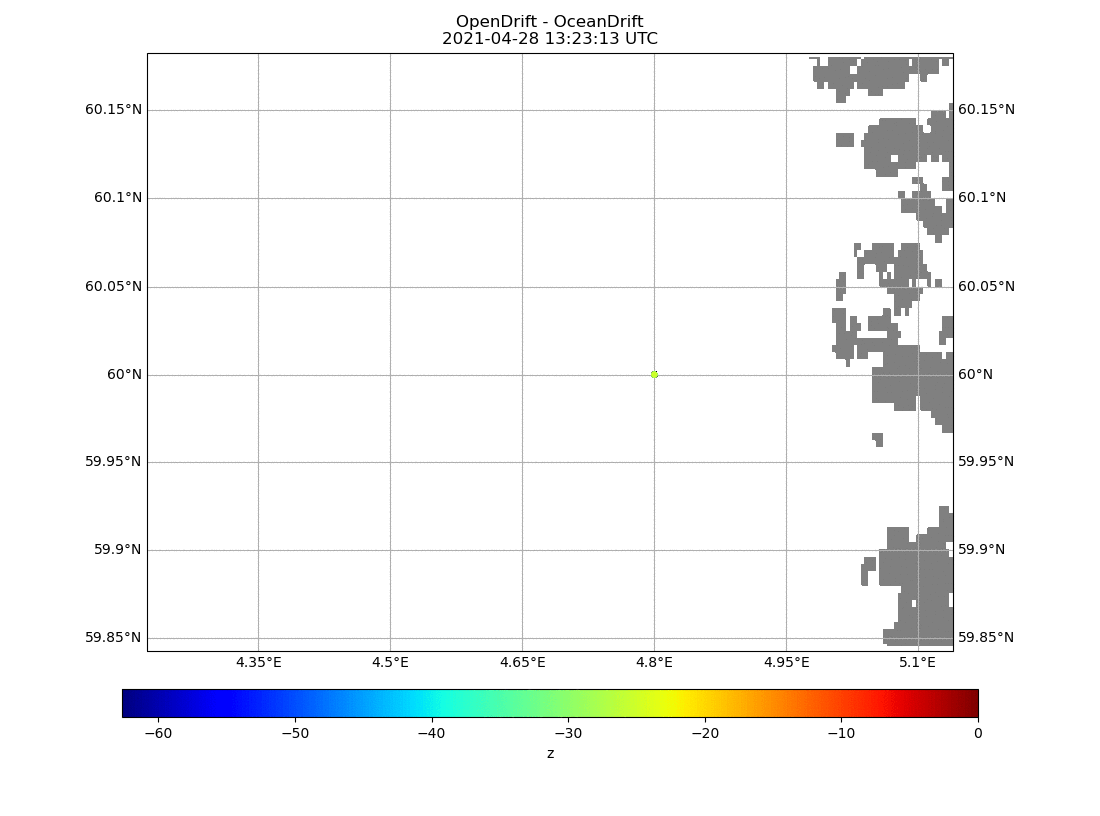 OpenDrift - OceanDrift
2021-04-28 13:23:13 UTC
60.15°N 60.15°N
60.1°N 60.1°N
60.05°N 60.05°N
60°N 60°N
59.95°N 59.95°N
59.9°N 59.9°N
59.85°N 59.85°N
4.35°E 4.5°E 4.65°E 4.8°E 4.95°E 5.1°E
−60 −50 −40 −30 −20 −10 0
z